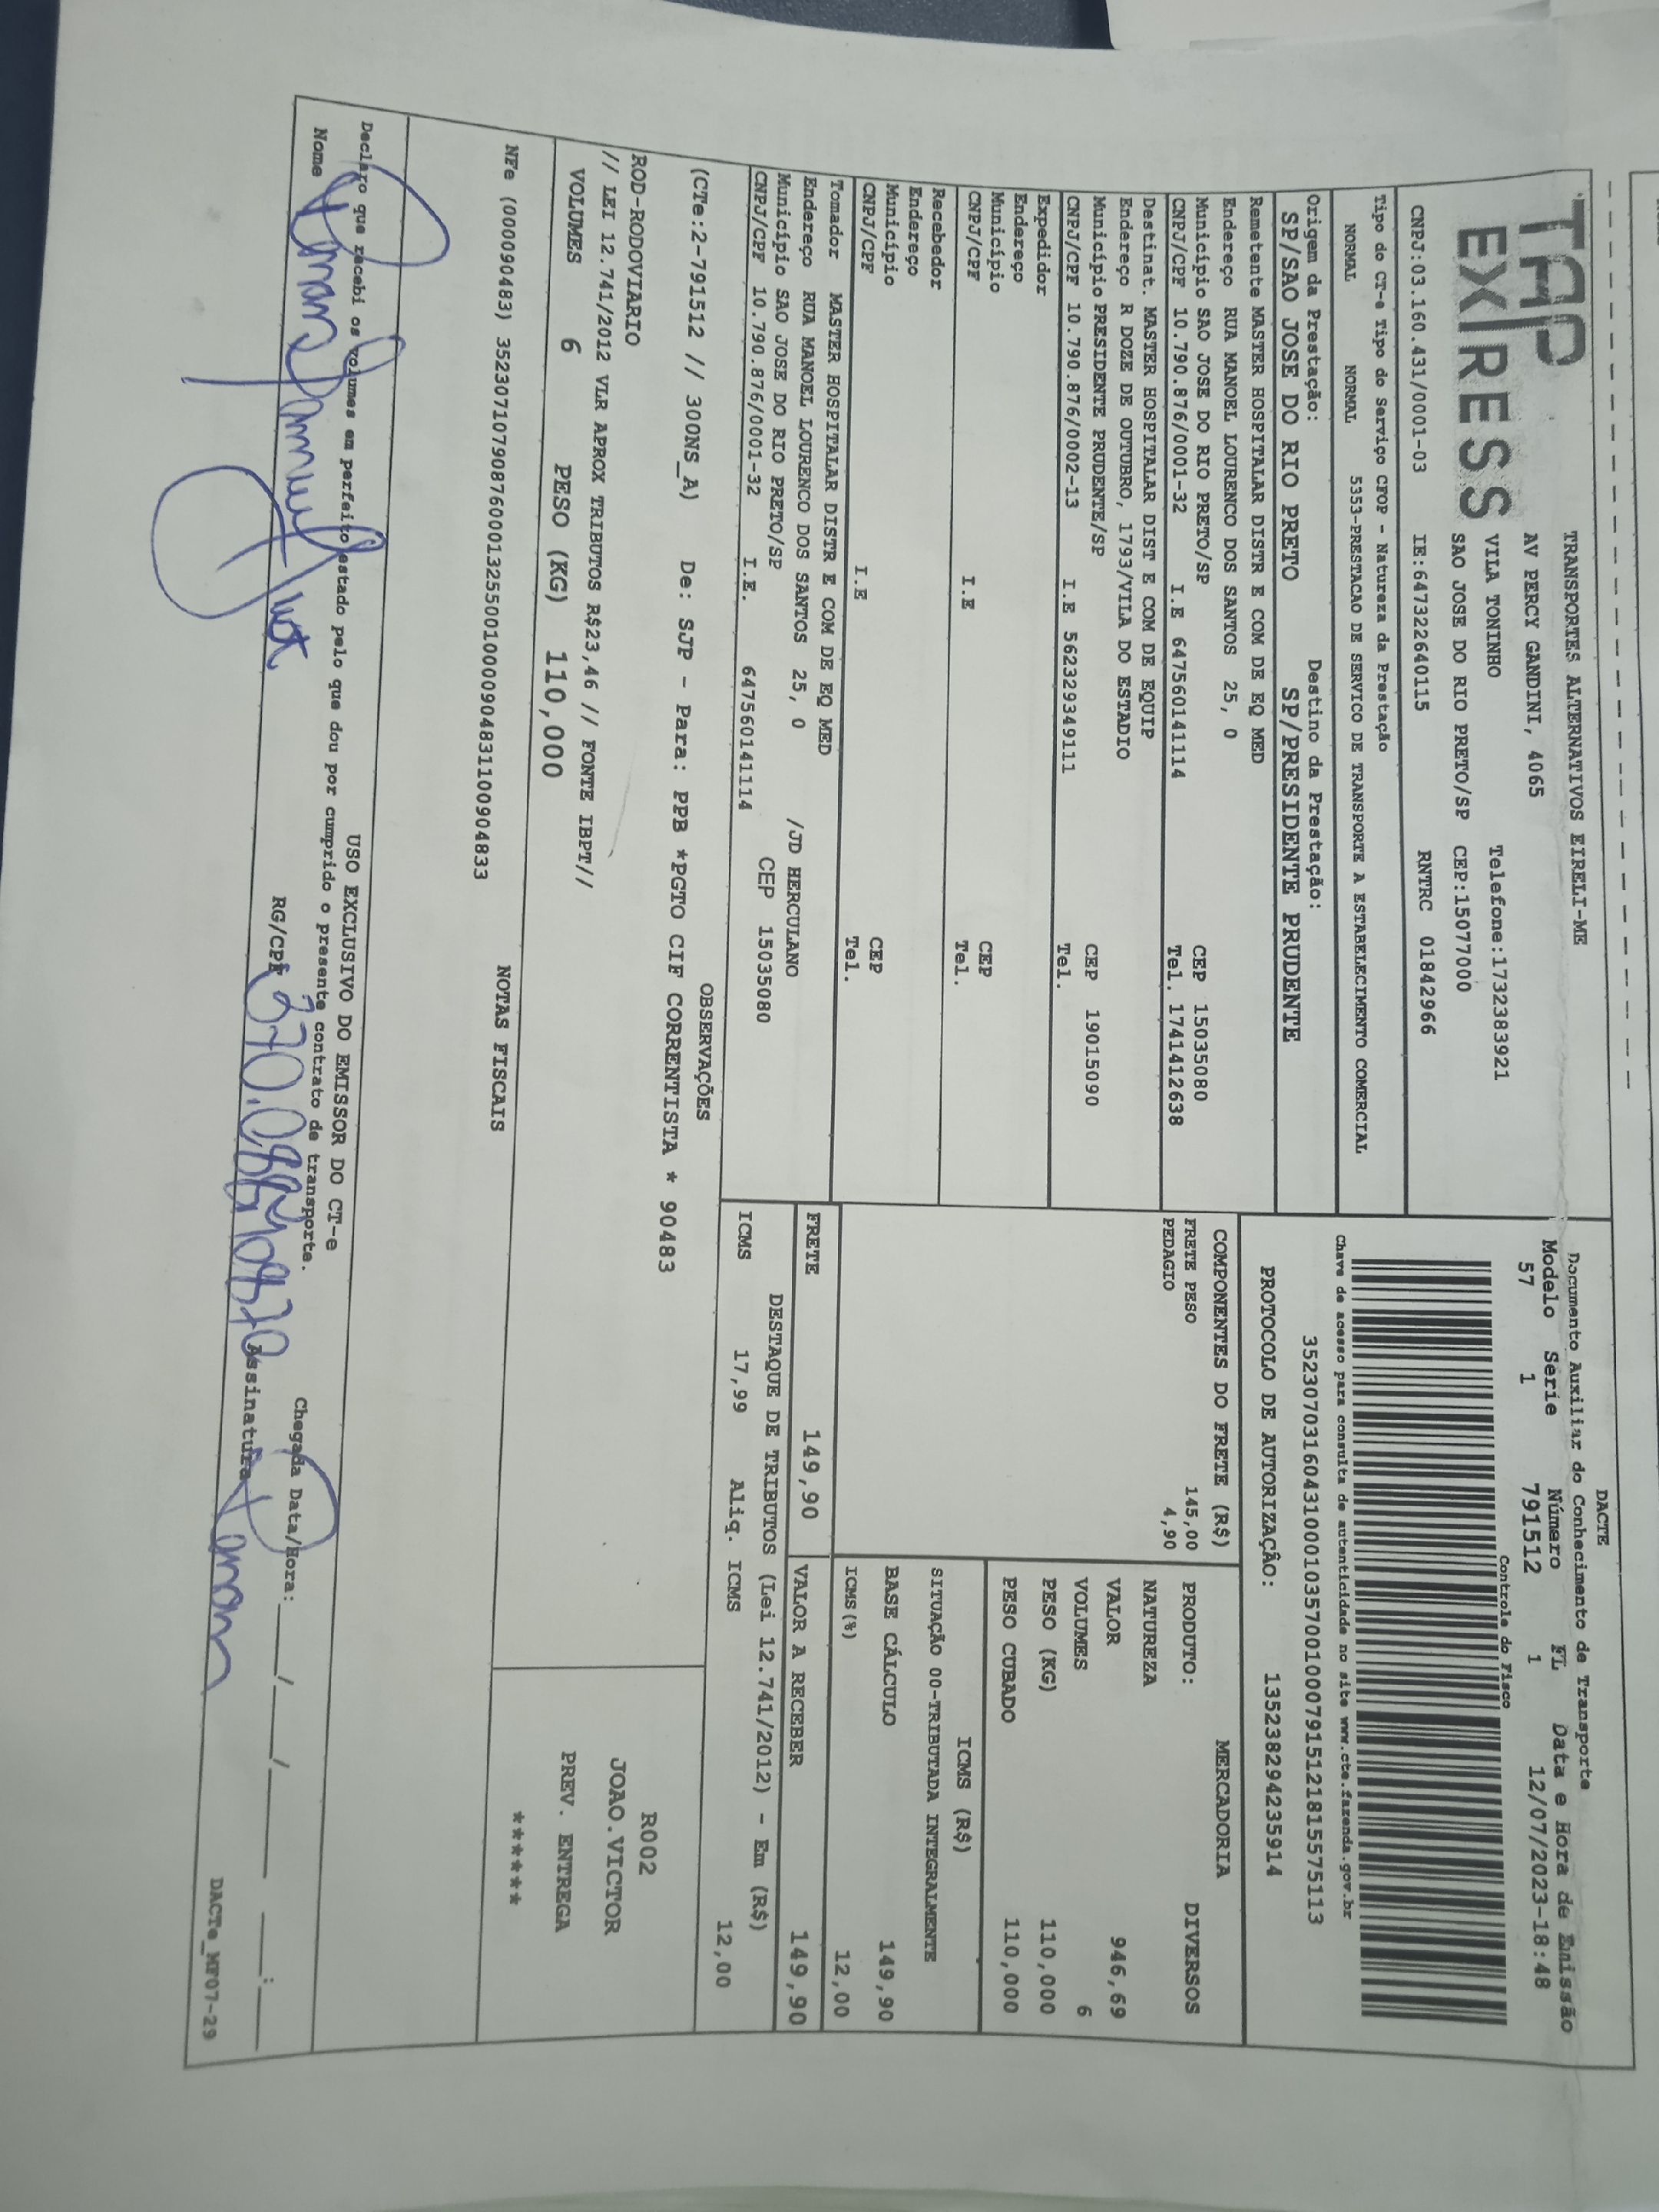 TAP
EXPRESS
TRANSPORTES ALTERNATIVOS EIRELI-ME
AV PERCY GANDINI, 4065
VILA TONINHO Telefone:1732383921
SAO JOSE DO RIO PRETO/SP CEP:15077000
CNPJ:03.160.431/0001-03 IE:647322640115 RNTRC 01842966
DACTE
Documento Auxiliar do Conhecimento de Transporte
Modelo Série Número FL Data e Hora de Emissão
57 1 791512 1 12/07/2023-18:48
Controle do Fisco
Chave de acesso para consulta de autenticidade no site www.cte.fazenda.gov.br
35230703160431000103570010007915121815575113
PROTOCOLO DE AUTORIZAÇÃO: 135238294235914
Tipo do CT-e Tipo do Serviço CFOP - Natureza da Prestação
NORMAL NORMAL 5353-PRESTACAO DE SERVICO DE TRANSPORTE A ESTABELECIMENTO COMERCIAL
Origem da Prestação: Destino da Prestação:
SP/SAO JOSE DO RIO PRETO SP/PRESIDENTE PRUDENTE
Remetente MASTER HOSPITALAR DISTR E COM DE EQ MED
Endereço RUA MANOEL LOURENCO DOS SANTOS 25, 0
Município SAO JOSE DO RIO PRETO/SP CEP 15035080
CNPJ/CPF 10.790.876/0001-32 I.E 647560141114 Tel. 1741412638
Destinat. MASTER HOSPITALAR DIST E COM DE EQUIP
Endereço R DOZE DE OUTUBRO, 1793/VILA DO ESTADIO
Município PRESIDENTE PRUDENTE/SP CEP 19015090
CNPJ/CPF 10.790.876/0002-13 I.E 562329349111 Tel.
Expedidor
Endereço
Município CEP
CNPJ/CPF I.E Tel.
Recebedor
Endereço
Município CEP
CNPJ/CPF I.E Tel.
Tomador MASTER HOSPITALAR DISTR E COM DE EQ MED
Endereço RUA MANOEL LOURENCO DOS SANTOS 25, 0 /JD HERCULANO
Município SAO JOSE DO RIO PRETO/SP CEP 15035080
CNPJ/CPF 10.790.876/0001-32 I.E. 647560141114
COMPONENTES DO FRETE (R$)
FRETE PESO 145,00
PEDAGIO 4,90
MERCADORIA
PRODUTO: DIVERSOS
NATUREZA
VALOR 946,69
VOLUMES 6
PESO (KG) 110,000
PESO CUBADO 110,000
ICMS (R$)
SITUAÇÃO 00-TRIBUTADA INTEGRALMENTE
BASE CÁLCULO 149,90
ICMS(%) 12,00
FRETE 149,90 VALOR A RECEBER 149,90
DESTAQUE DE TRIBUTOS (Lei 12.741/2012) - Em (R$)
ICMS 17,99 Aliq. ICMS 12,00
OBSERVAÇÕES
(CTe:2-791512 // 300NS_A) De: SJP - Para: PPB *PGTO CIF CORRENTISTA * 90483
ROD-RODOVIARIO
// LEI 12.741/2012 VLR APROX TRIBUTOS R$23,46 // FONTE IBPT//
VOLUMES 6 PESO (KG) 110,000
R002
JOAO.VICTOR
PREV. ENTREGA
*******
NOTAS FISCAIS
NFe (000090483) 35230710790876000132550010000904831100904833
USO EXCLUSIVO DO EMISSOR DO CT-e
Declaro que recebi os volumes em perfeito estado pelo que dou por cumprido o presente contrato de transporte.
Chegada Data/Hora: ___/___/_____ ___:___
Nome RG/CPF Assinatura
DACTe_MF07-29